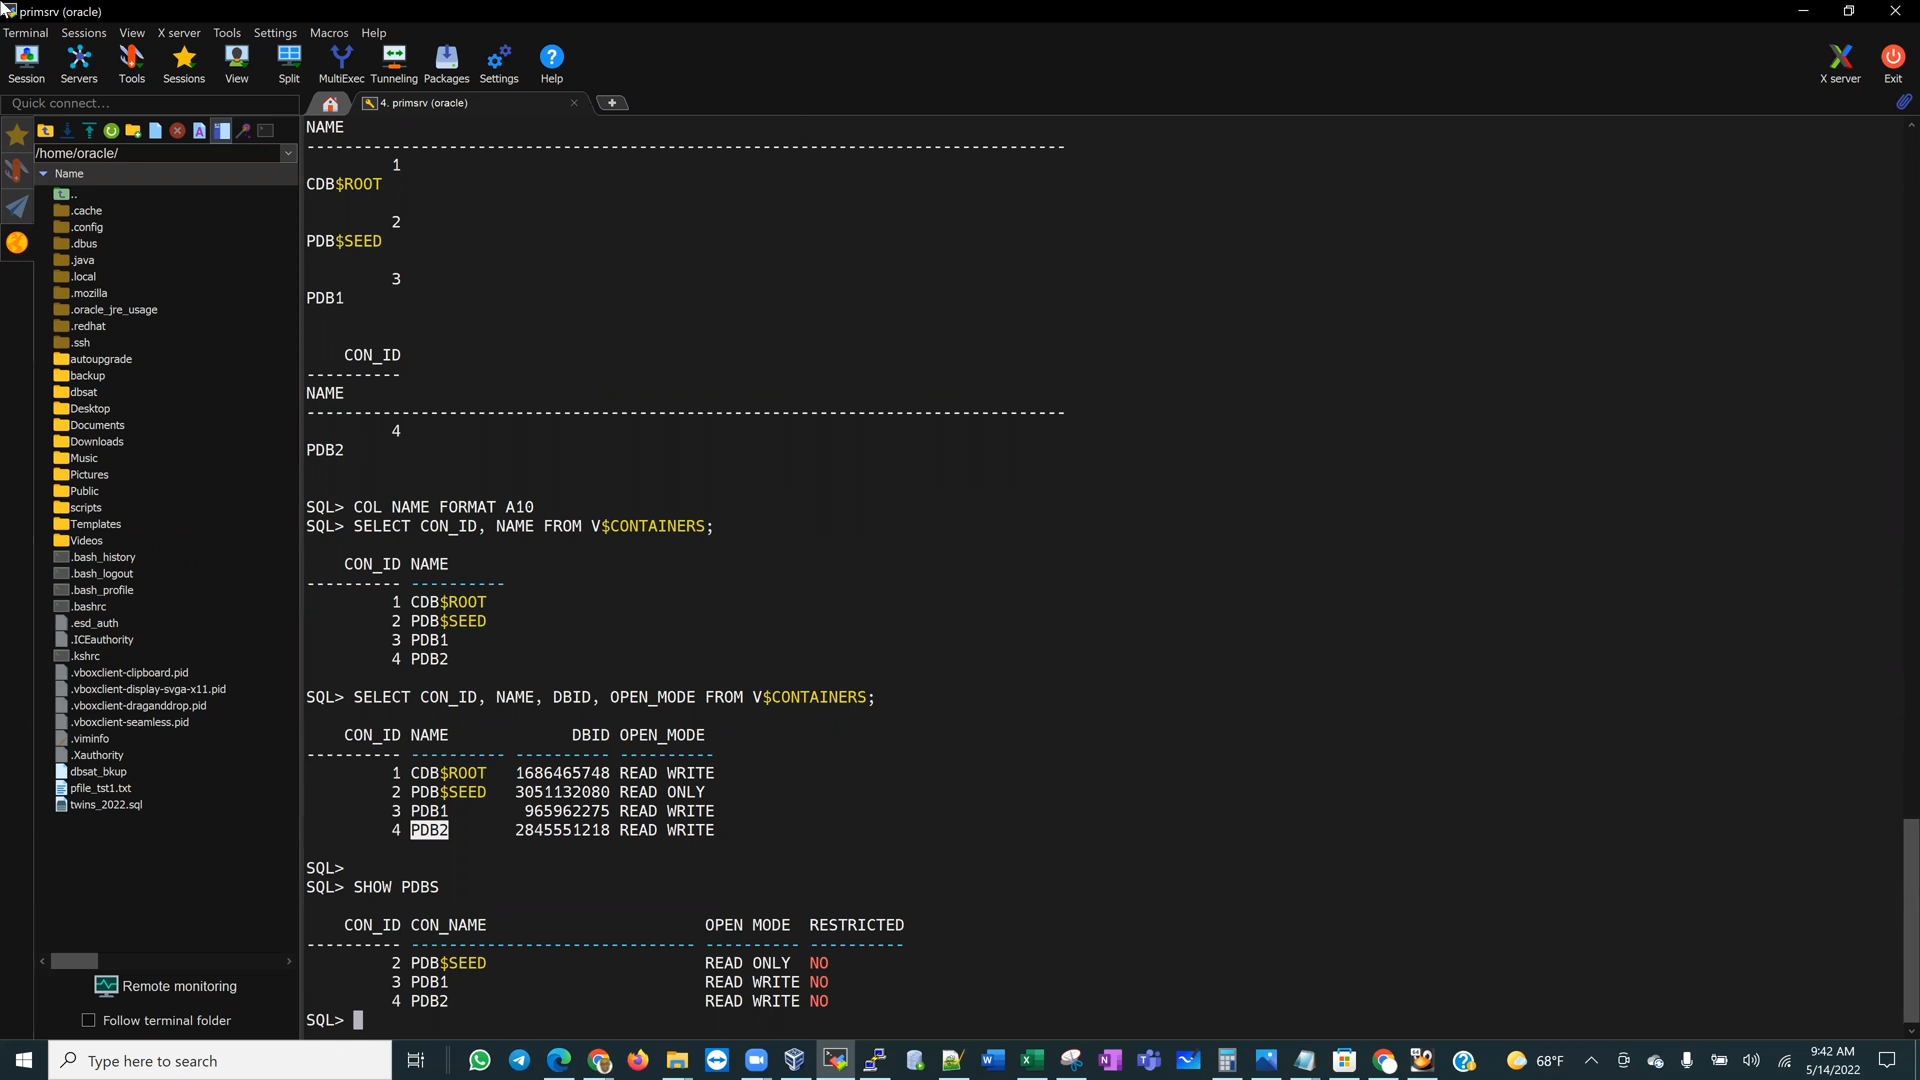 primsrv (oracle)
Terminal Sessions View X server Tools Settings Macros Help
Session Servers Tools Sessions View Split MultiExec Tunneling Packages Settings Help X server Exit
Quick connect...
4. primsrv (oracle)
/home/oracle/
Name
..
.cache
.config
.dbus
.java
.local
.mozilla
.oracle_jre_usage
.redhat
.ssh
autoupgrade
backup
dbsat
Desktop
Documents
Downloads
Music
Pictures
Public
scripts
Templates
Videos
.bash_history
.bash_logout
.bash_profile
.bashrc
.esd_auth
.ICEauthority
.kshrc
.vboxclient-clipboard.pid
.vboxclient-display-svga-x11.pid
.vboxclient-draganddrop.pid
.vboxclient-seamless.pid
.viminfo
.Xauthority
dbsat_bkup
pfile_tst1.txt
twins_2022.sql
Remote monitoring
Follow terminal folder
NAME
--------------------------------------------------------------------------------
1
CDB$ROOT
2
PDB$SEED
3
PDB1
CON_ID
----------
NAME
--------------------------------------------------------------------------------
4
PDB2
SQL> COL NAME FORMAT A10
SQL> SELECT CON_ID, NAME FROM V$CONTAINERS;
CON_ID NAME
---------- ----------
1 CDB$ROOT
2 PDB$SEED
3 PDB1
4 PDB2
SQL> SELECT CON_ID, NAME, DBID, OPEN_MODE FROM V$CONTAINERS;
CON_ID NAME DBID OPEN_MODE
---------- ---------- ---------- ----------
1 CDB$ROOT 1686465748 READ WRITE
2 PDB$SEED 3051132080 READ ONLY
3 PDB1 965962275 READ WRITE
4 PDB2 2845551218 READ WRITE
SQL>
SQL> SHOW PDBS
CON_ID CON_NAME OPEN MODE RESTRICTED
---------- ------------------------------ ---------- ----------
2 PDB$SEED READ ONLY NO
3 PDB1 READ WRITE NO
4 PDB2 READ WRITE NO
SQL>
Type here to search
68°F
9:42 AM
5/14/2022